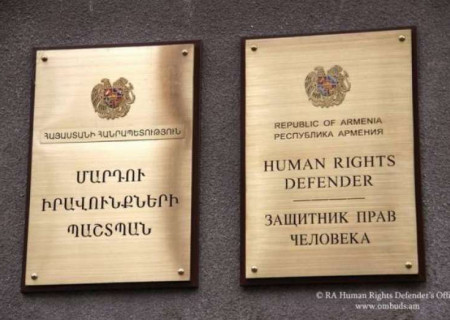 ՀԱՅԱՍՏԱՆԻ ՀԱՆՐԱՊԵՏՈՒԹՅՈՒՆ
ՄԱՐԴՈՒ
ԻՐԱՎՈՒՆՔՆԵՐԻ
ՊԱՇՏՊԱՆ
REPUBLIC OF ARMENIA
РЕСПУБЛИКА АРМЕНИЯ
HUMAN RIGHTS
DEFENDER
ЗАЩИТНИК ПРАВ
ЧЕЛОВЕКА
© RA Human Rights Defender's Offi
www.ombuds.am